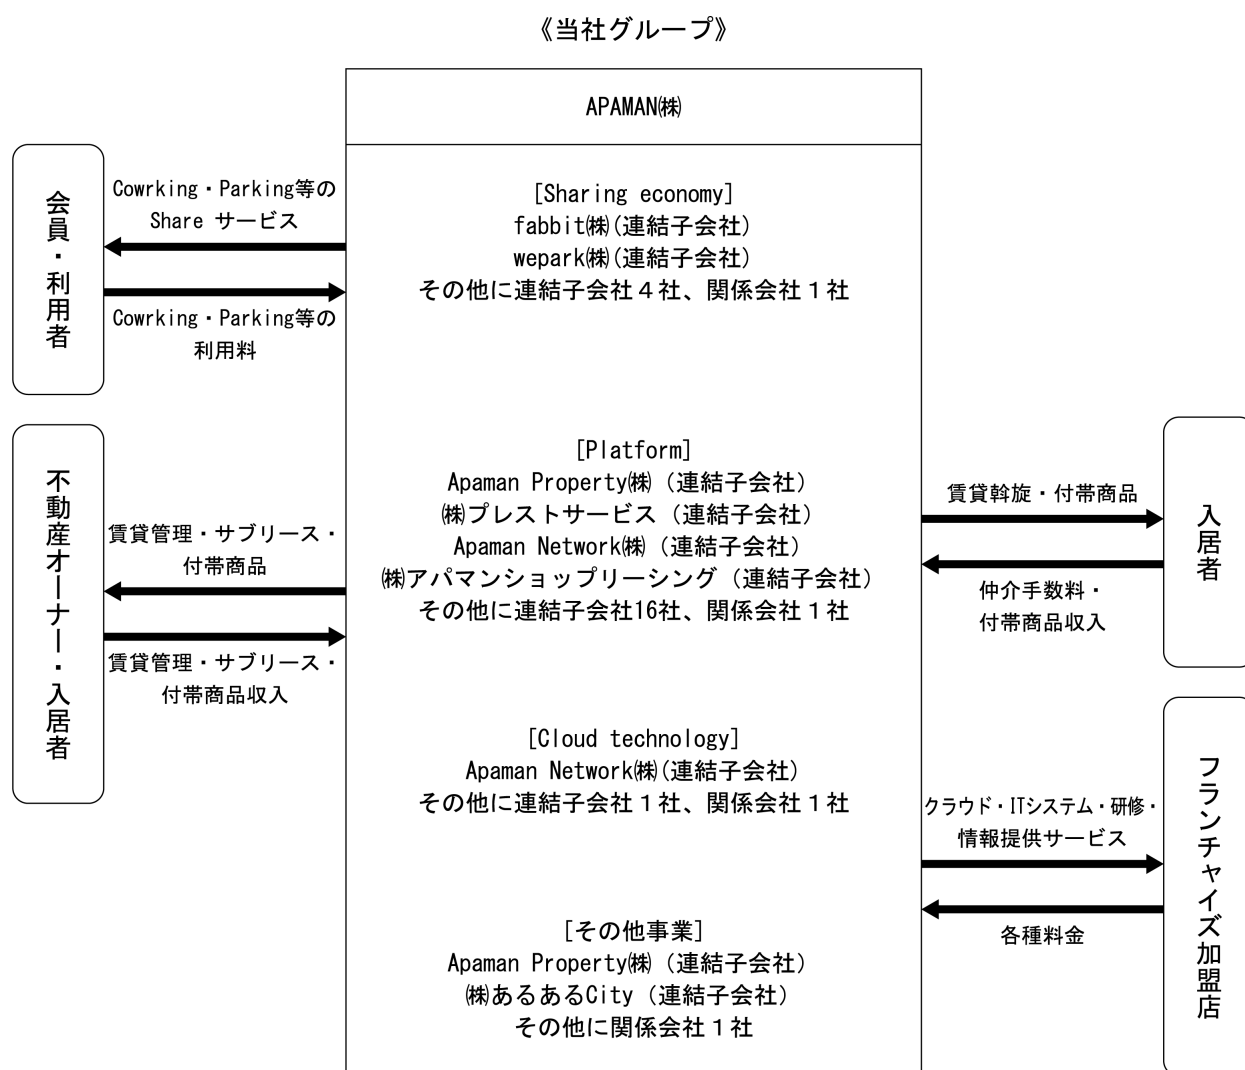 《当社グループ》
APAMAN㈱
会員・利用者
Cowrking・Parking等の
Share サービス
Cowrking・Parking等の
利用料
[Sharing economy]
fabbit㈱(連結子会社)
wepark㈱(連結子会社)
その他に連結子会社４社、関係会社１社
不動産オーナー・入居者
賃貸管理・サブリース・
付帯商品
賃貸管理・サブリース・
付帯商品収入
[Platform]
Apaman Property㈱（連結子会社）
㈱プレストサービス（連結子会社）
Apaman Network㈱（連結子会社）
㈱アパマンショップリーシング（連結子会社）
その他に連結子会社16社、関係会社１社
賃貸斡旋・付帯商品
仲介手数料・
付帯商品収入
入居者
[Cloud technology]
Apaman Network㈱(連結子会社)
その他に連結子会社１社、関係会社１社
クラウド・ITシステム・研修・
情報提供サービス
各種料金
フランチャイズ加盟店
[その他事業]
Apaman Property㈱（連結子会社）
㈱あるあるCity（連結子会社）
その他に関係会社１社